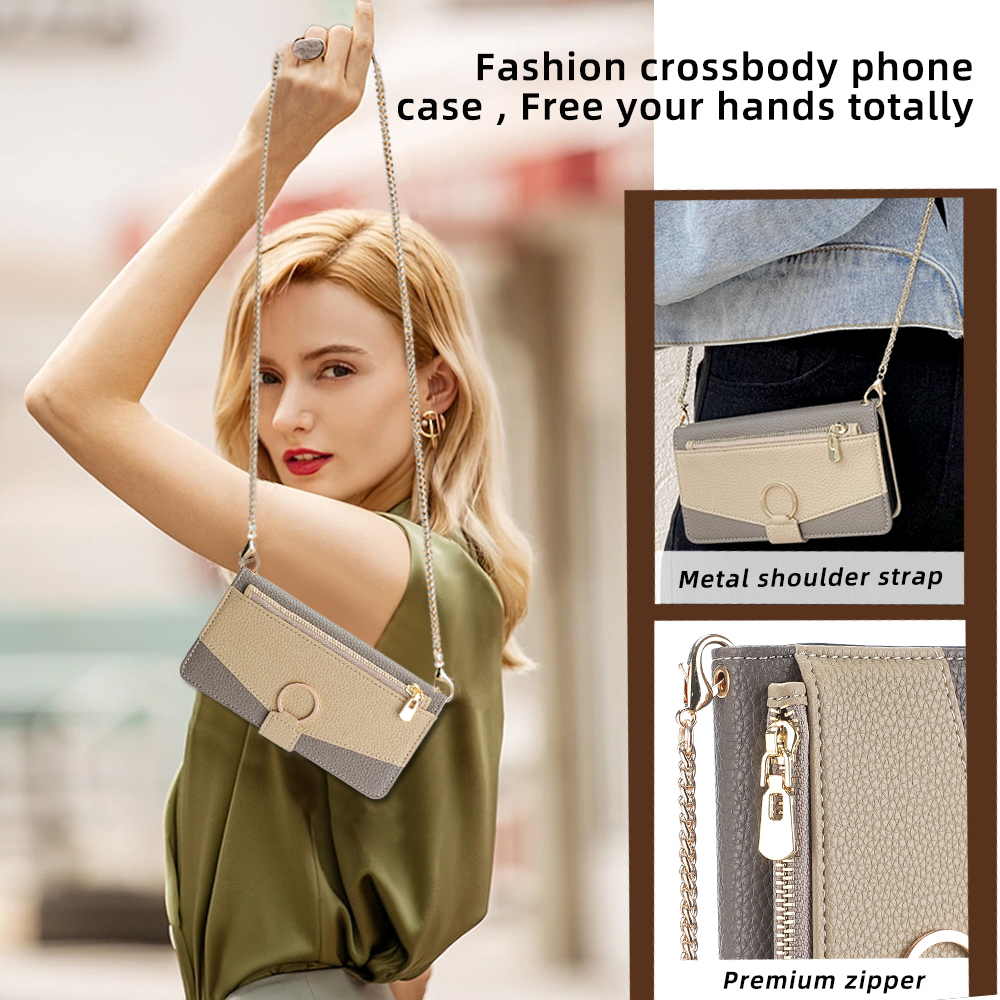 Fashion crossbody phone
case , Free your hands totally
Metal shoulder strap
Premium zipper